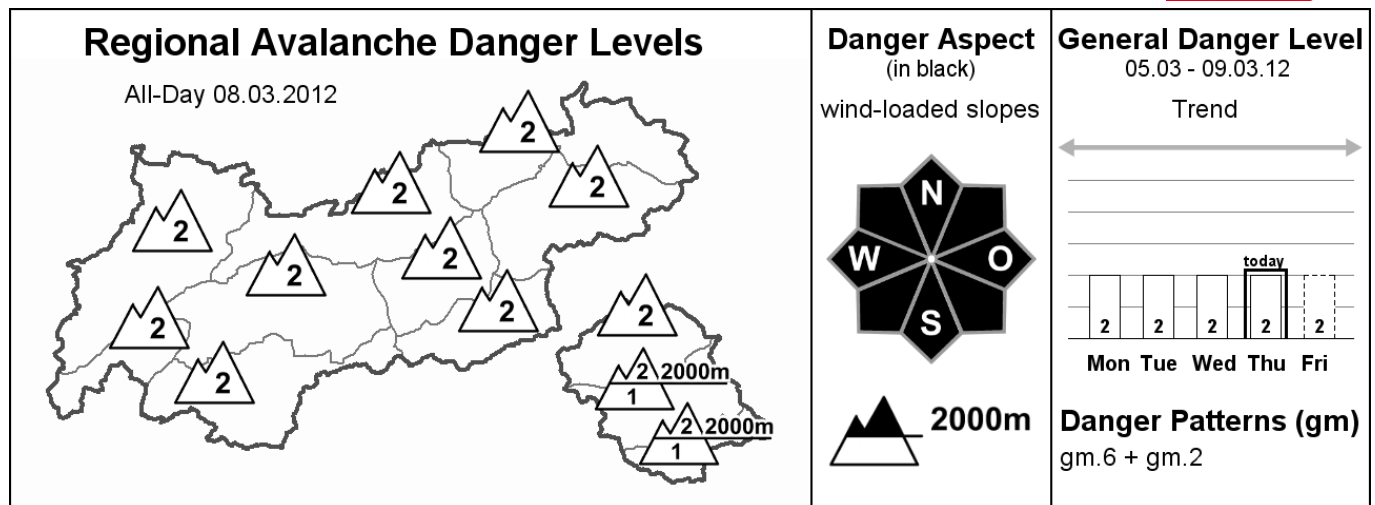 Regional Avalanche Danger Levels
All-Day 08.03.2012
2
2
2
2
2
2
2
2
2
2
2
2 2000m
1
2 2000m
1
Danger Aspect
(in black)
wind-loaded slopes
N
W O
S
2000m
General Danger Level
05.03 - 09.03.12
Trend
today
2 2 2 2 2
Mon Tue Wed Thu Fri
Danger Patterns (gm)
gm.6 + gm.2